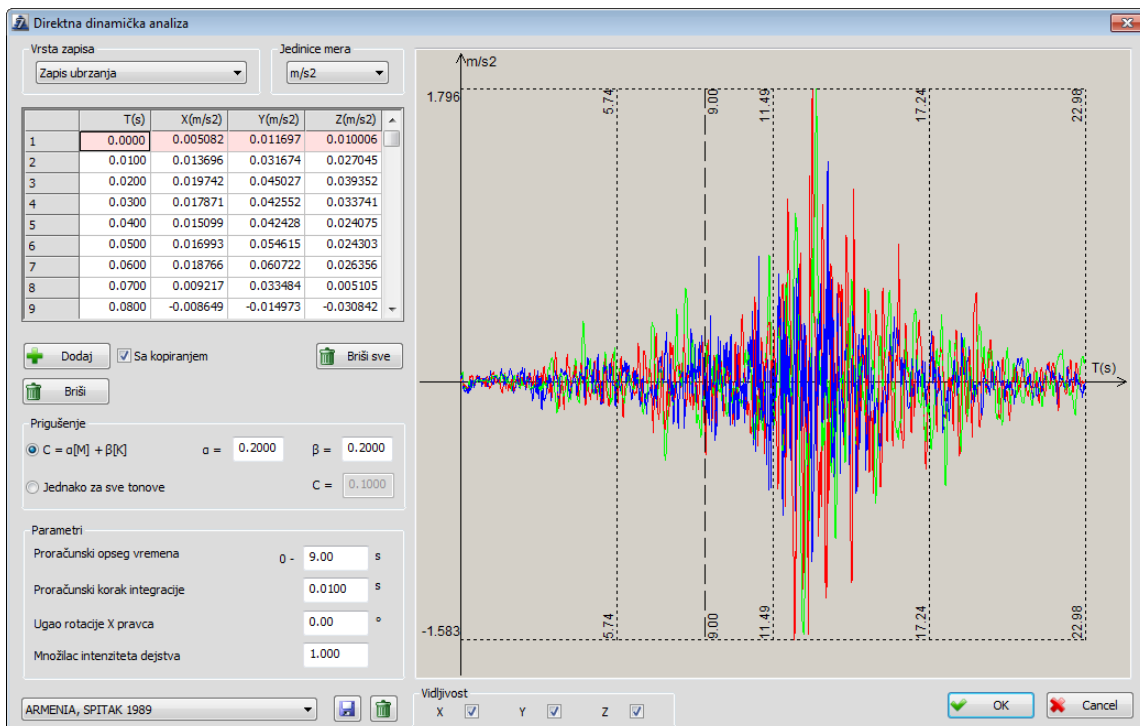 Direktna dinamička analiza
Vrsta zapisa
Zapis ubrzanja
Jedinice mera
m/s2
T(s) X(m/s2) Y(m/s2) Z(m/s2)
1 0.0000 0.005082 0.011697 0.010006
2 0.0100 0.013696 0.031674 0.027045
3 0.0200 0.019742 0.045027 0.039352
4 0.0300 0.017871 0.042552 0.033741
5 0.0400 0.015099 0.042428 0.024075
6 0.0500 0.016993 0.054615 0.024303
7 0.0600 0.018766 0.060722 0.026356
8 0.0700 0.009217 0.033484 0.005105
9 0.0800 -0.008649 -0.014973 -0.030842
Dodaj Sa kopiranjem Briši sve
Briši
Prigušenje
C = α[M] + β[K] α = 0.2000 β = 0.2000
Jednako za sve tonove C = 0.1000
Parametri
Proračunski opseg vremena 0 - 9.00 s
Proračunski korak integracije 0.0100 s
Ugao rotacije X pravca 0.00 °
Množilac intenziteta dejstva 1.000
ARMENIA, SPITAK 1989
m/s2
1.796
5.74 9.00 11.49 17.24 22.98
T(s)
-1.583
5.74 9.00 11.49 17.24 22.98
Vidljivost
X Y Z
OK Cancel